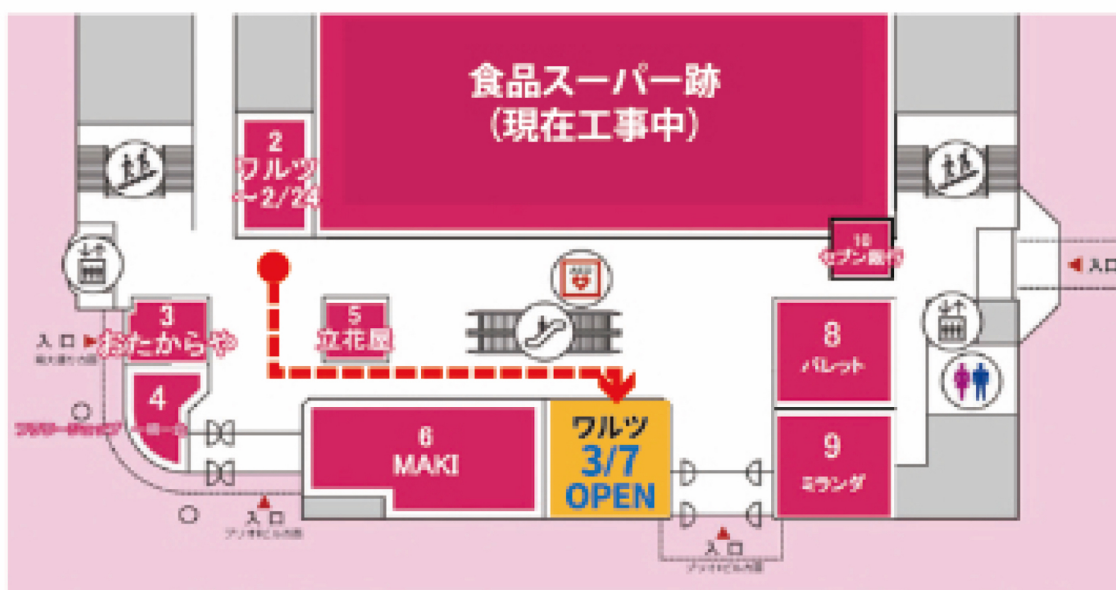 食品スーパー跡
(現在工事中)
2
ワルツ
～2/24
10
セブン銀行
入口
3
おたからや
入口
5
立花屋
8
パレット
4
6
MAKI
ワルツ
3/7
OPEN
9
ミランダ
入口
入口